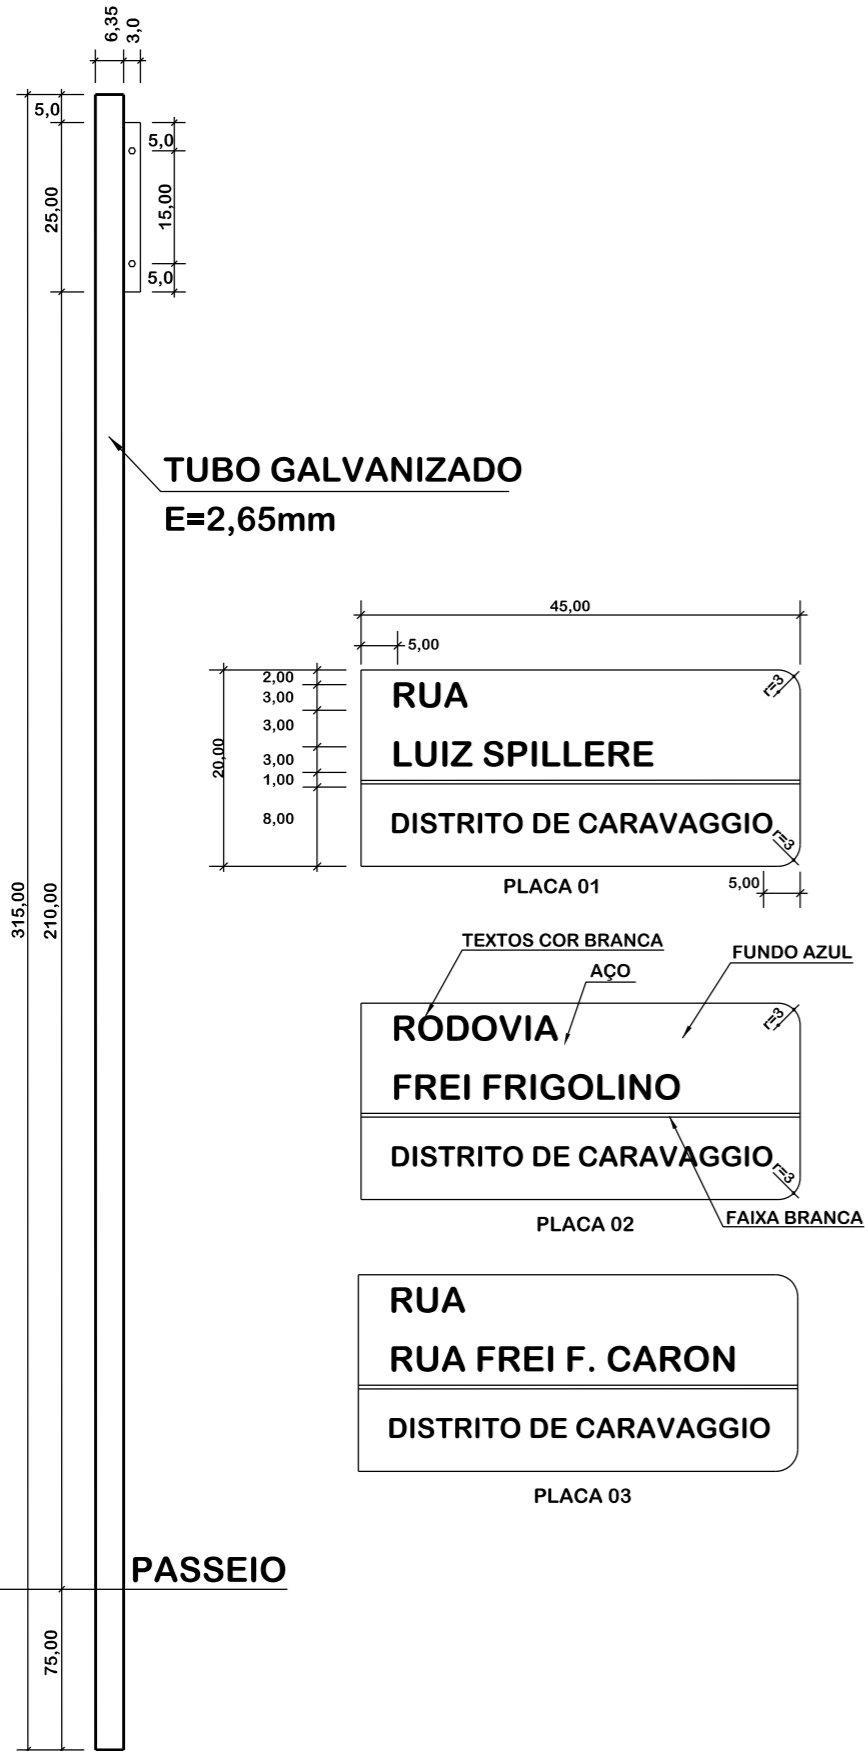 6,35
3,0
5,0
5,0
25,00
15,00
5,0
TUBO GALVANIZADO
E=2,65mm
45,00
5,00
2,00
3,00
3,00
3,00
1,00
8,00
20,00
RUA
r=3
LUIZ SPILLERE
DISTRITO DE CARAVAGGIO
r=3
PLACA 01
5,00
315,00
210,00
TEXTOS COR BRANCA
AÇO
FUNDO AZUL
RODOVIA
r=3
FREI FRIGOLINO
DISTRITO DE CARAVAGGIO
r=3
PLACA 02
FAIXA BRANCA
RUA
RUA FREI F. CARON
DISTRITO DE CARAVAGGIO
PLACA 03
PASSEIO
75,00